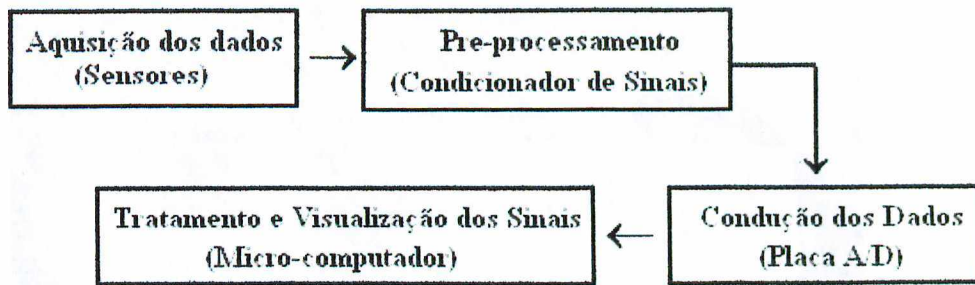 Aquisição dos dados
(Sensores)
Pre-processamento
(Condicionador de Sinais)
Condução dos Dados
(Placa A/D)
Tratamento e Visualização dos Sinais
(Micro-computador)